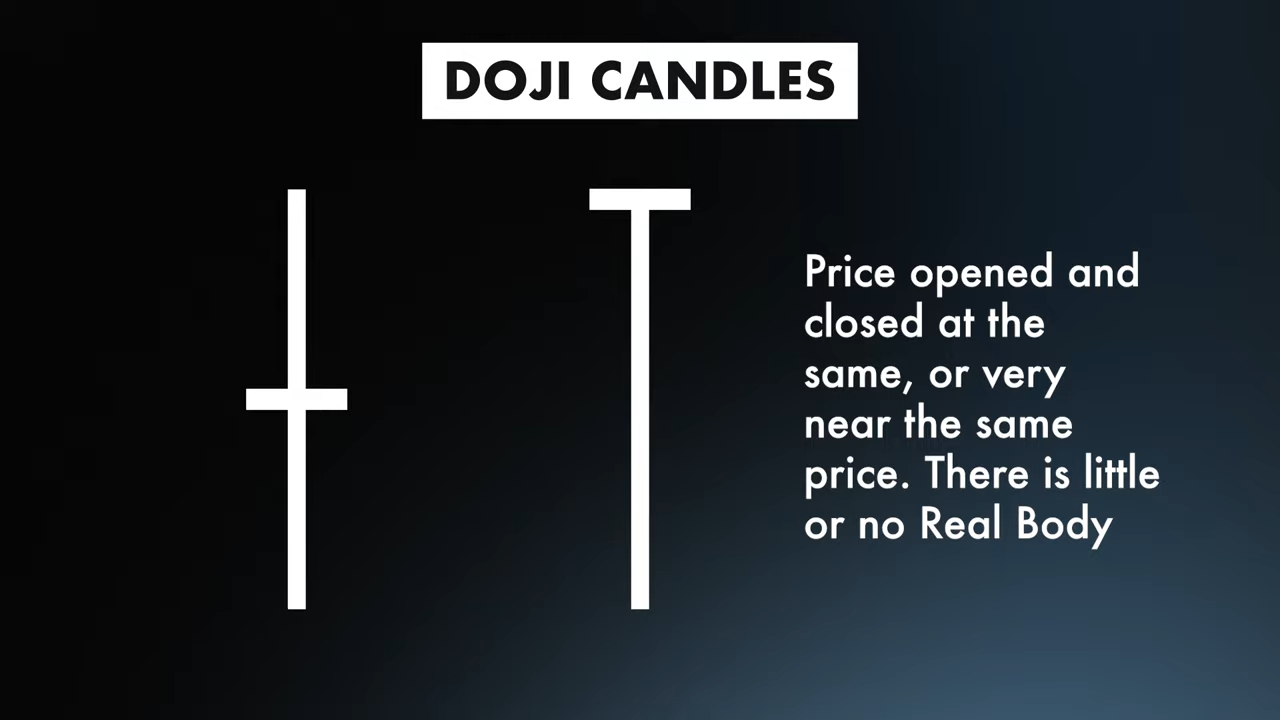 DOJI CANDLES
Price opened and
closed at the
same, or very
near the same
price. There is little
or no Real Body